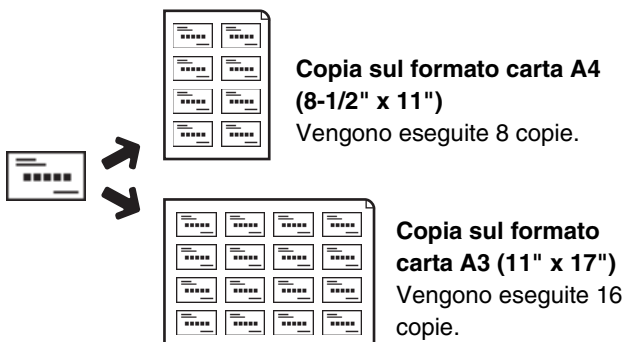 Copia sul formato carta A4
(8-1/2" x 11")
Vengono eseguite 8 copie.
Copia sul formato
carta A3 (11" x 17")
Vengono eseguite 16
copie.